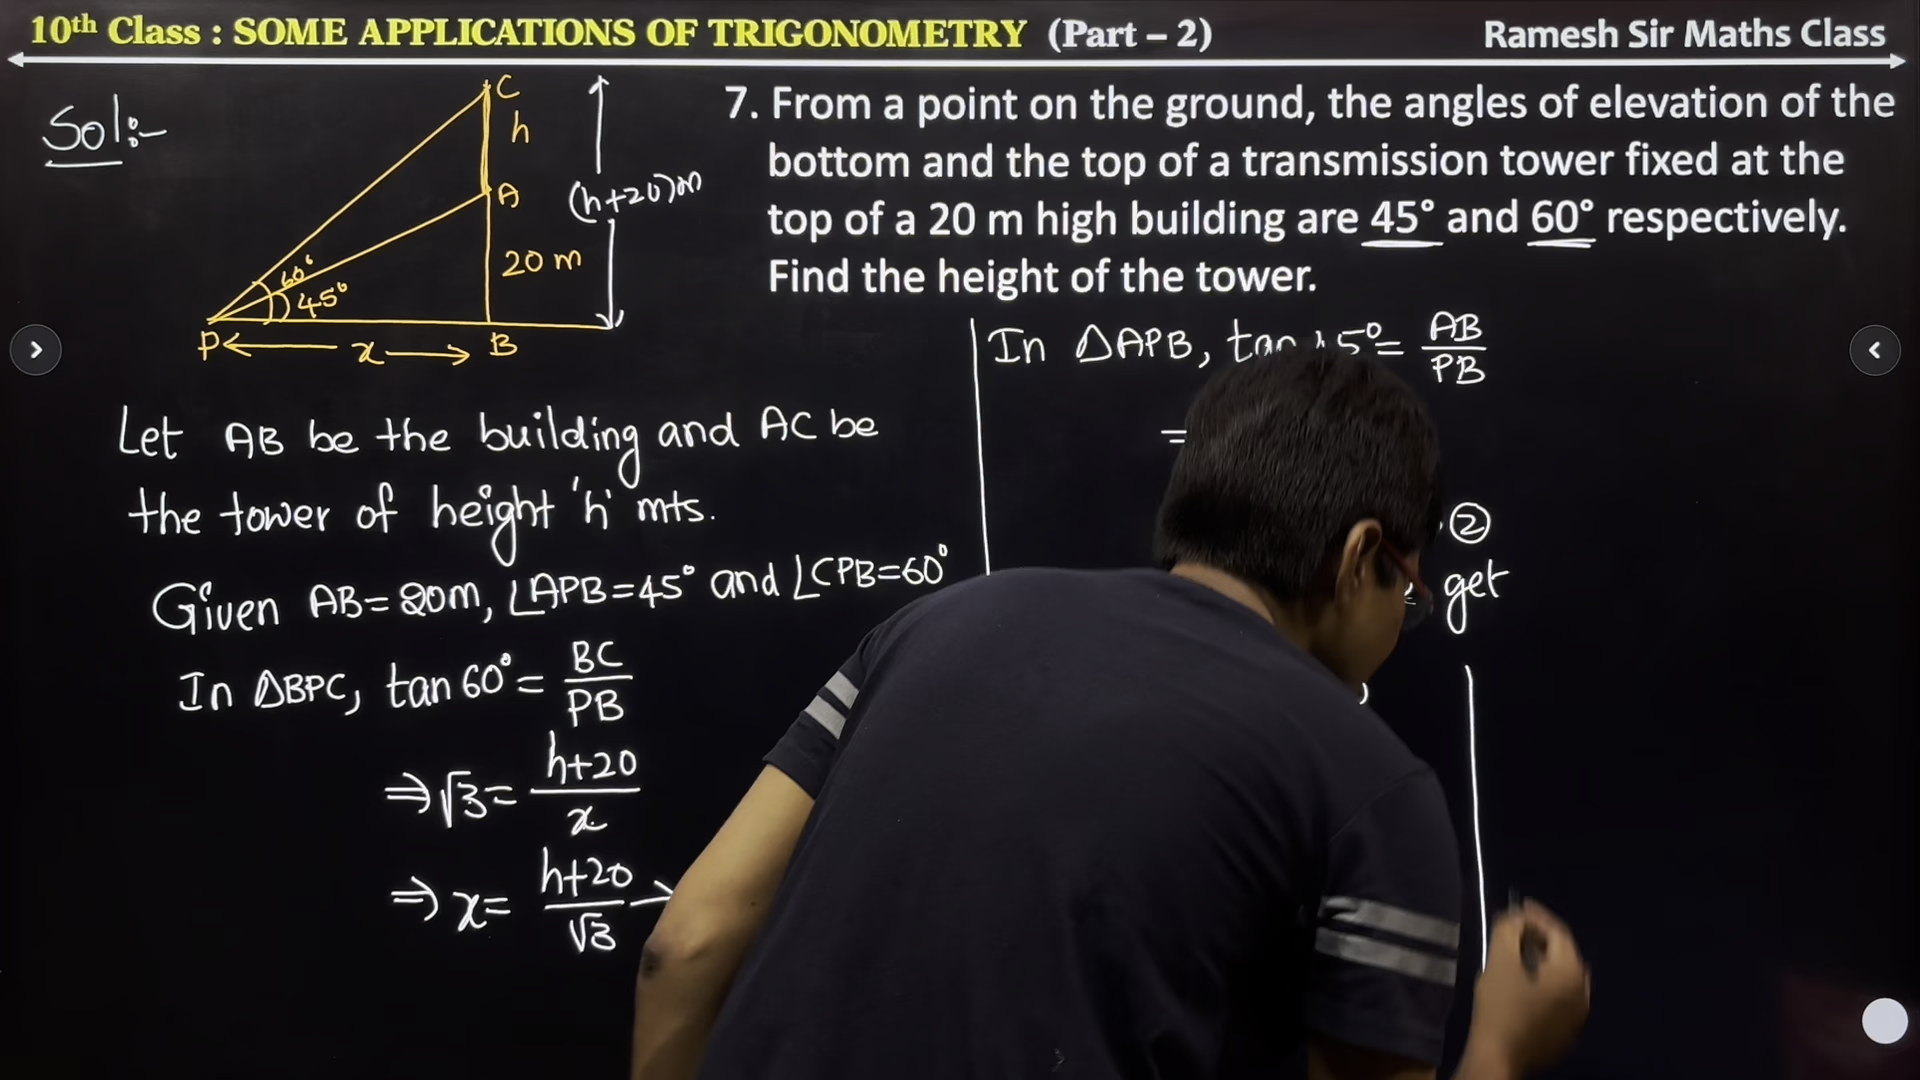 10th Class : SOME APPLICATIONS OF TRIGONOMETRY (Part – 2)
Ramesh Sir Maths Class
Sol:-
C
h
A
(h+20)m
20 m
60°
45°
P
x
B
7. From a point on the ground, the angles of elevation of the
bottom and the top of a transmission tower fixed at the
top of a 20 m high building are 45° and 60° respectively.
Find the height of the tower.
Let AB be the building and AC be
the tower of height 'h' mts.
Given AB = 20m, ∠APB = 45° and ∠CPB = 60°
In ΔBPC, tan 60° = BC/PB
⇒ √3 = h+20/x
⇒ x = h+20/√3 →
In ΔAPB, tan 45° = AB/PB
=
②
get